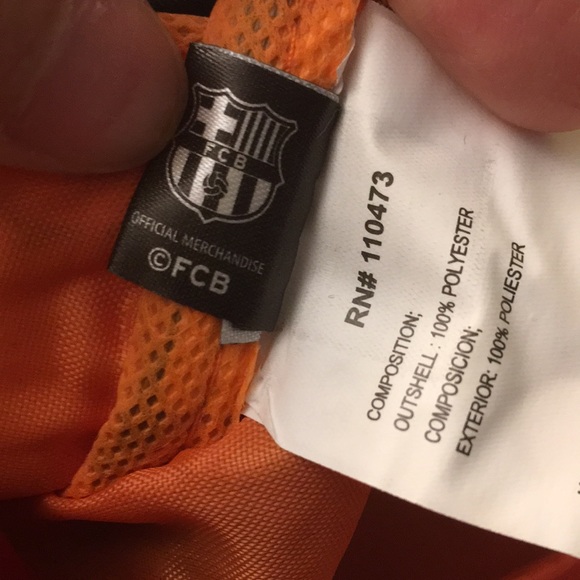 FCB
OFFICIAL MERCHANDISE
©FCB
RN# 110473
COMPOSITION;
OUTSHELL : 100% POLYESTER
COMPOSICION;
EXTERIOR: 100% POLIESTER